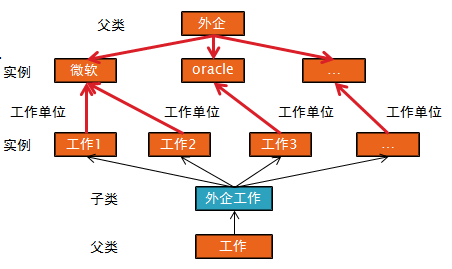 父类 外企
实例 微软 oracle ...
工作单位 工作单位 工作单位 工作单位
实例 工作1 工作2 工作3 ...
子类 外企工作
父类 工作